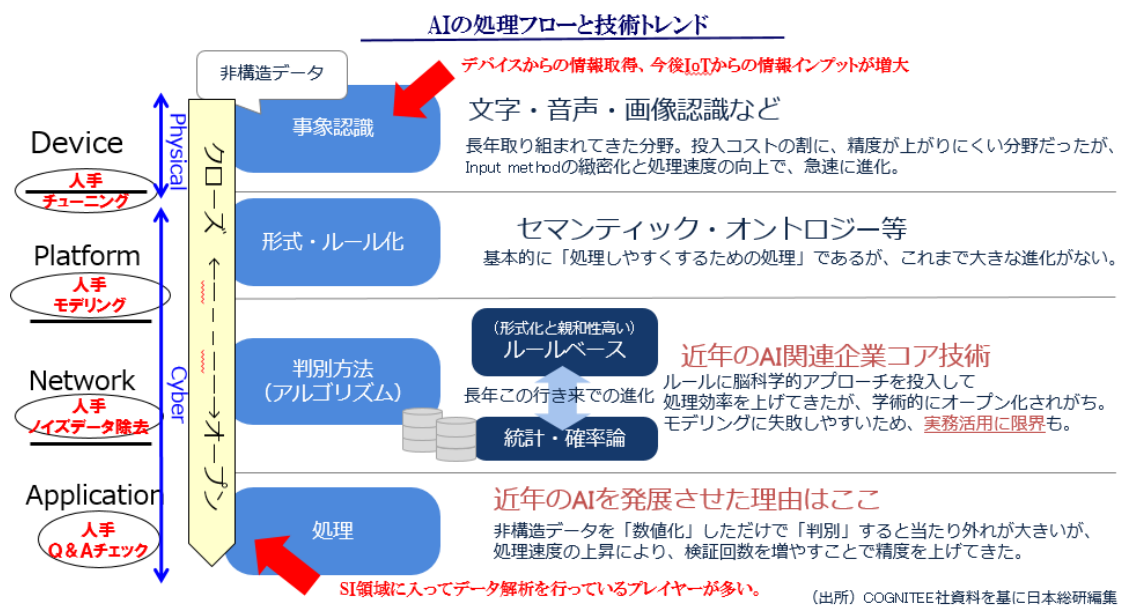 AIの処理フローと技術トレンド
非構造データ
デバイスからの情報取得、今後IoTからの情報インプットが増大
Device
人手
チューニング
Physical
クローズ ←－－－－－－→オープン
事象認識
文字・音声・画像認識など
長年取り組まれてきた分野。投入コストの割に、精度が上がりにくい分野だったが、
Input methodの緻密化と処理速度の向上で、急速に進化。
Platform
人手
モデリング
Cyber
形式・ルール化
セマンティック・オントロジー等
基本的に「処理しやすくするための処理」であるが、これまで大きな進化がない。
Network
人手
ノイズデータ除去
判別方法
（アルゴリズム）
（形式化と親和性高い）
ルールベース
長年この行き来での進化
統計・確率論
近年のAI関連企業コア技術
ルールに脳科学的アプローチを投入して
処理効率を上げてきたが、学術的にオープン化されがち。
モデリングに失敗しやすいため、実務活用に限界も。
Application
人手
Q＆Aチェック
処理
近年のAIを発展させた理由はここ
非構造データを「数値化」しただけで「判別」すると当たり外れが大きいが、
処理速度の上昇により、検証回数を増やすことで精度を上げてきた。
SI領域に入ってデータ解析を行っているプレイヤーが多い。
（出所）COGNITEE社資料を基に日本総研編集